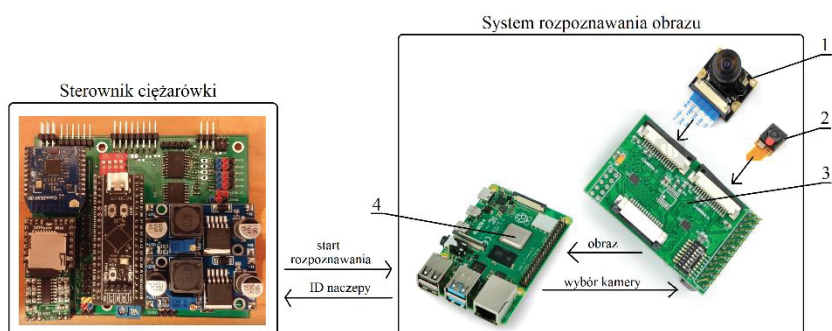 System rozpoznawania obrazu
Sterownik ciężarówki
1
2
3
4
start
rozpoznawania
ID naczepy
obraz
wybór kamery